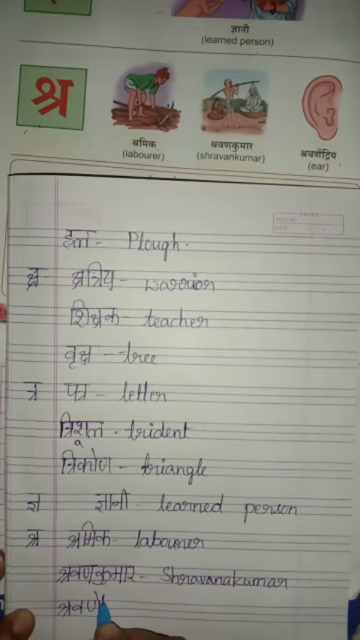 ज्ञानी
(learned person)
श्र
श्रमिक श्रवणकुमार श्रवणेंद्रिय
(labourer) (shravankumar) (ear)
हल - Plough -
क्ष क्षत्रिय - warrior
शिक्षक - teacher
वृक्ष - tree
त्र पत्र - letter
त्रिशूल - trident
त्रिकोण - triangle
ज्ञ ज्ञानी - learned person
श्र श्रमिक - labourer
श्रवणकुमार - Shravanakumar
श्रवण